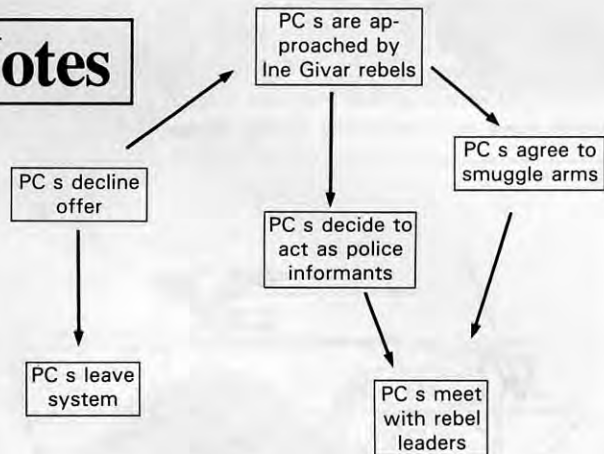 otes
PC s are ap-
proached by
Ine Givar rebels
PC s agree to
smuggle arms
PC s decline
offer
PC s decide to
act as police
informants
PC s leave
system
PC s meet
with rebel
leaders